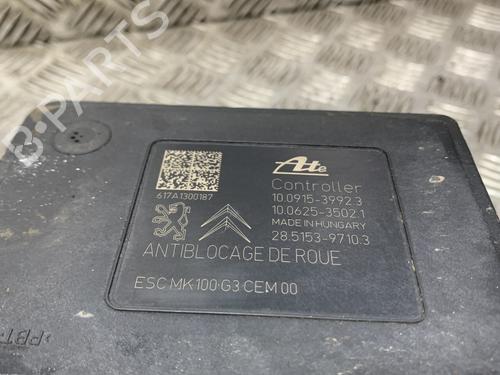 B-PARTS
Ate
Controller
617A1300187
10.0915-3992.3
10.0625-3502.1
MADE IN HUNGARY
28.5153-9710.3
ANTIBLOCAGE DE ROUE
ESC MK100·G3·CEM 00